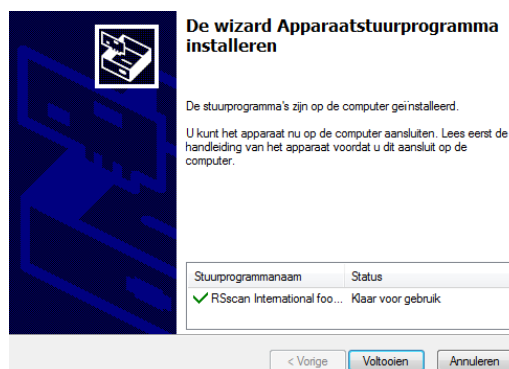 De wizard Apparaatstuurprogramma
installeren
De stuurprogramma's zijn op de computer geïnstalleerd.
U kunt het apparaat nu op de computer aansluiten. Lees eerst de
handleiding van het apparaat voordat u dit aansluit op de
computer.
Stuurprogrammanaam Status
RSscan International foo... Klaar voor gebruik
< Vorige Voltooien Annuleren